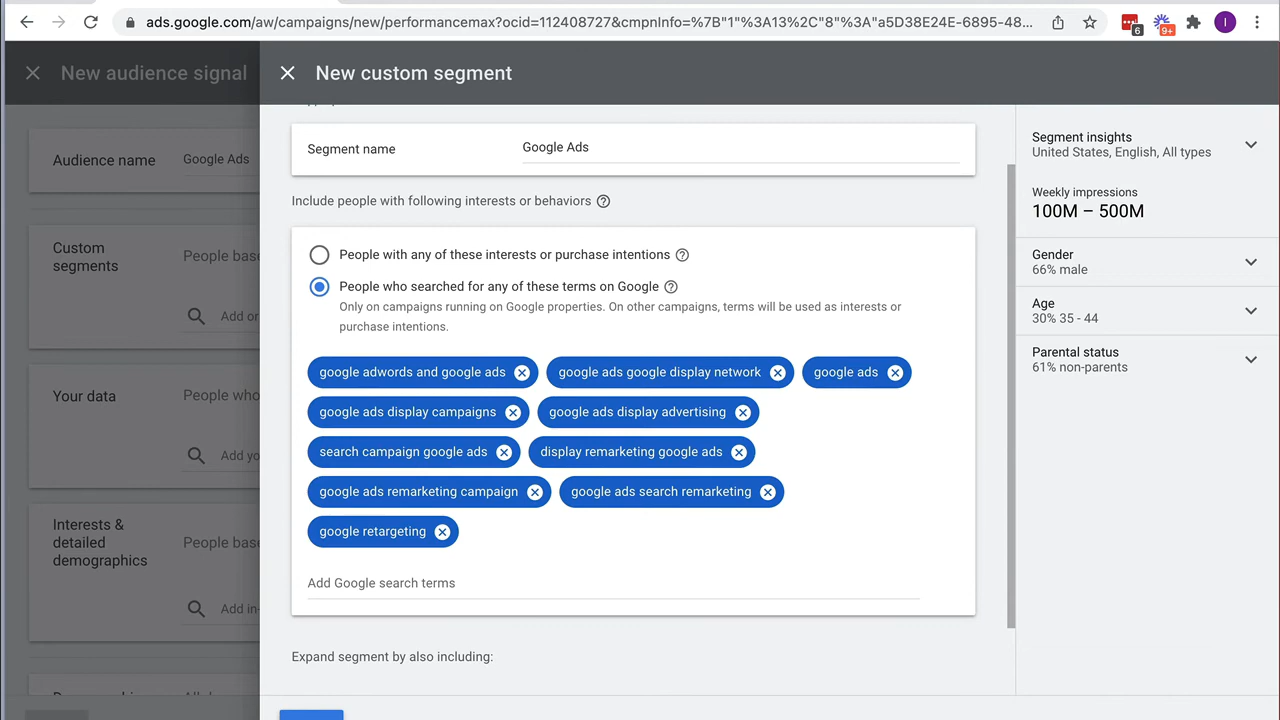 ads.google.com/aw/campaigns/new/performancemax?ocid=112408727&cmpnInfo=%7B"1"%3A13%2C"8"%3A"a5D38E24E-6895-48...
6
9+
I
New audience signal
New custom segment
Audience name
Google Ads
Custom segments
People bas
Add or
Your data
People who
Add yo
Interests & detailed demographics
People bas
Add in-
Segment name
Google Ads
Include people with following interests or behaviors
People with any of these interests or purchase intentions
People who searched for any of these terms on Google
Only on campaigns running on Google properties. On other campaigns, terms will be used as interests or
purchase intentions.
google adwords and google ads
google ads google display network
google ads
google ads display campaigns
google ads display advertising
search campaign google ads
display remarketing google ads
google ads remarketing campaign
google ads search remarketing
google retargeting
Add Google search terms
Expand segment by also including:
Segment insights
United States, English, All types
Weekly impressions
100M – 500M
Gender
66% male
Age
30% 35 - 44
Parental status
61% non-parents